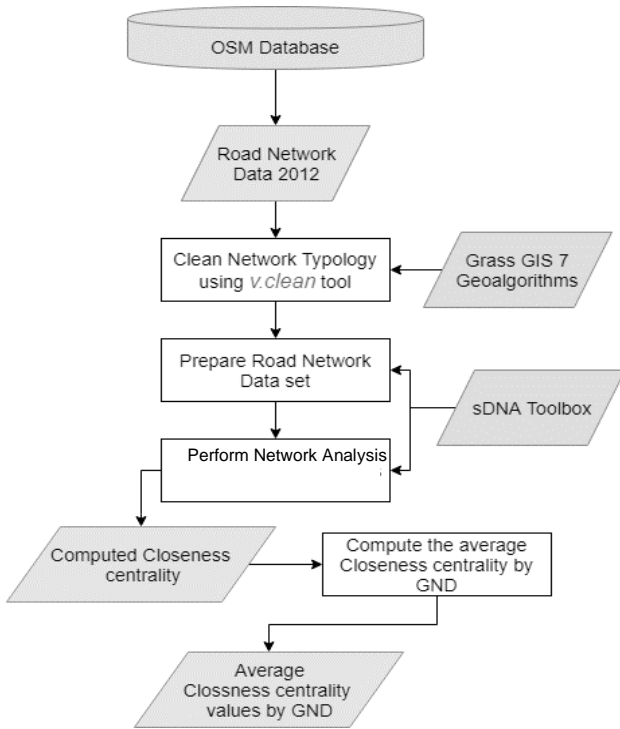 OSM Database
Road Network
Data 2012
Clean Network Typology
using v.clean tool
Grass GIS 7
Geoalgorithms
Prepare Road Network
Data set
sDNA Toolbox
Perform Network Analysis
Computed Closeness
centrality
Compute the average
Closeness centrality by
GND
Average
Clossness centrality
values by GND